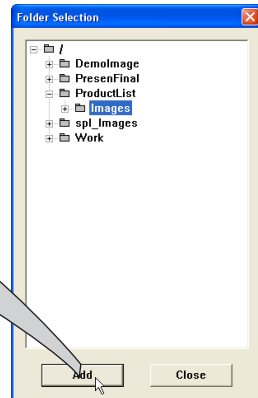 Folder Selection
/
DemoImage
PresenFinal
ProductList
Images
spl_Images
Work
Add
Close